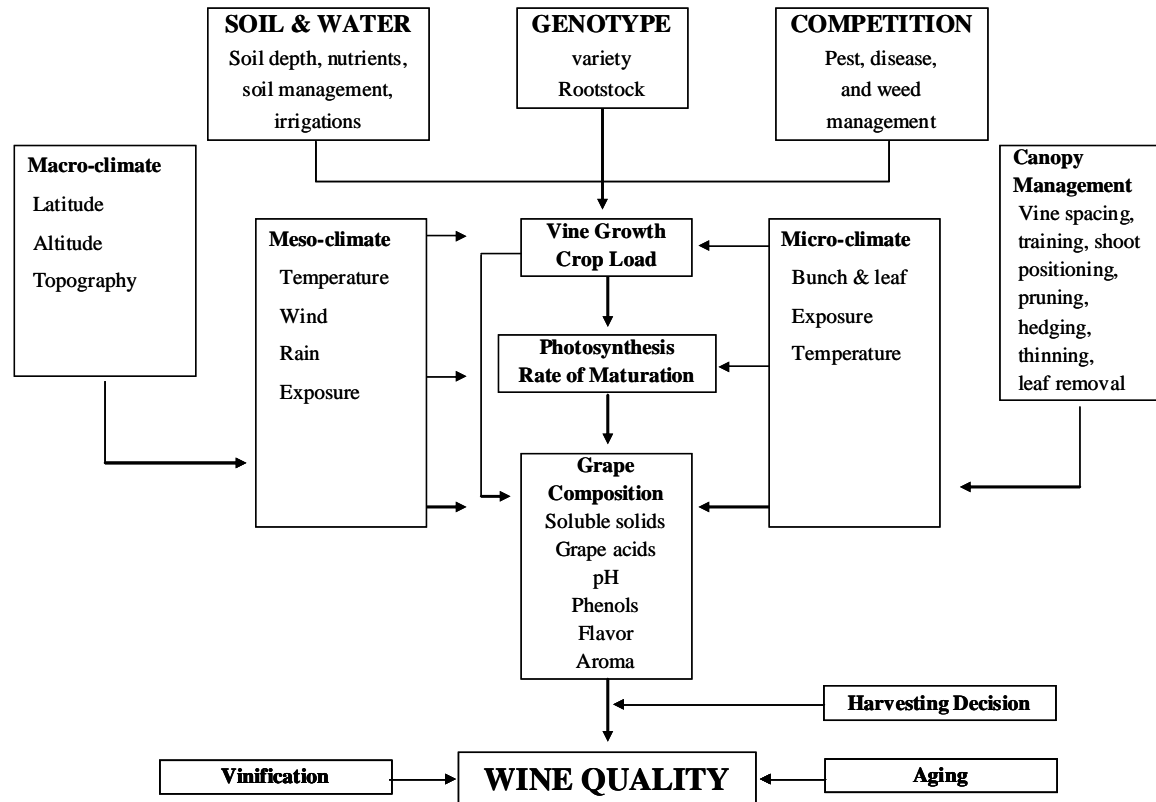 SOIL & WATER
Soil depth, nutrients,
soil management,
irrigations
GENOTYPE
variety
Rootstock
COMPETITION
Pest, disease,
and weed
management
Macro-climate
Latitude
Altitude
Topography
Meso-climate
Temperature
Wind
Rain
Exposure
Vine Growth
Crop Load
Photosynthesis
Rate of Maturation
Grape
Composition
Soluble solids
Grape acids
pH
Phenols
Flavor
Aroma
Micro-climate
Bunch & leaf
Exposure
Temperature
Canopy
Management
Vine spacing,
training, shoot
positioning,
pruning,
hedging,
thinning,
leaf removal
Harvesting Decision
Vinification
WINE QUALITY
Aging